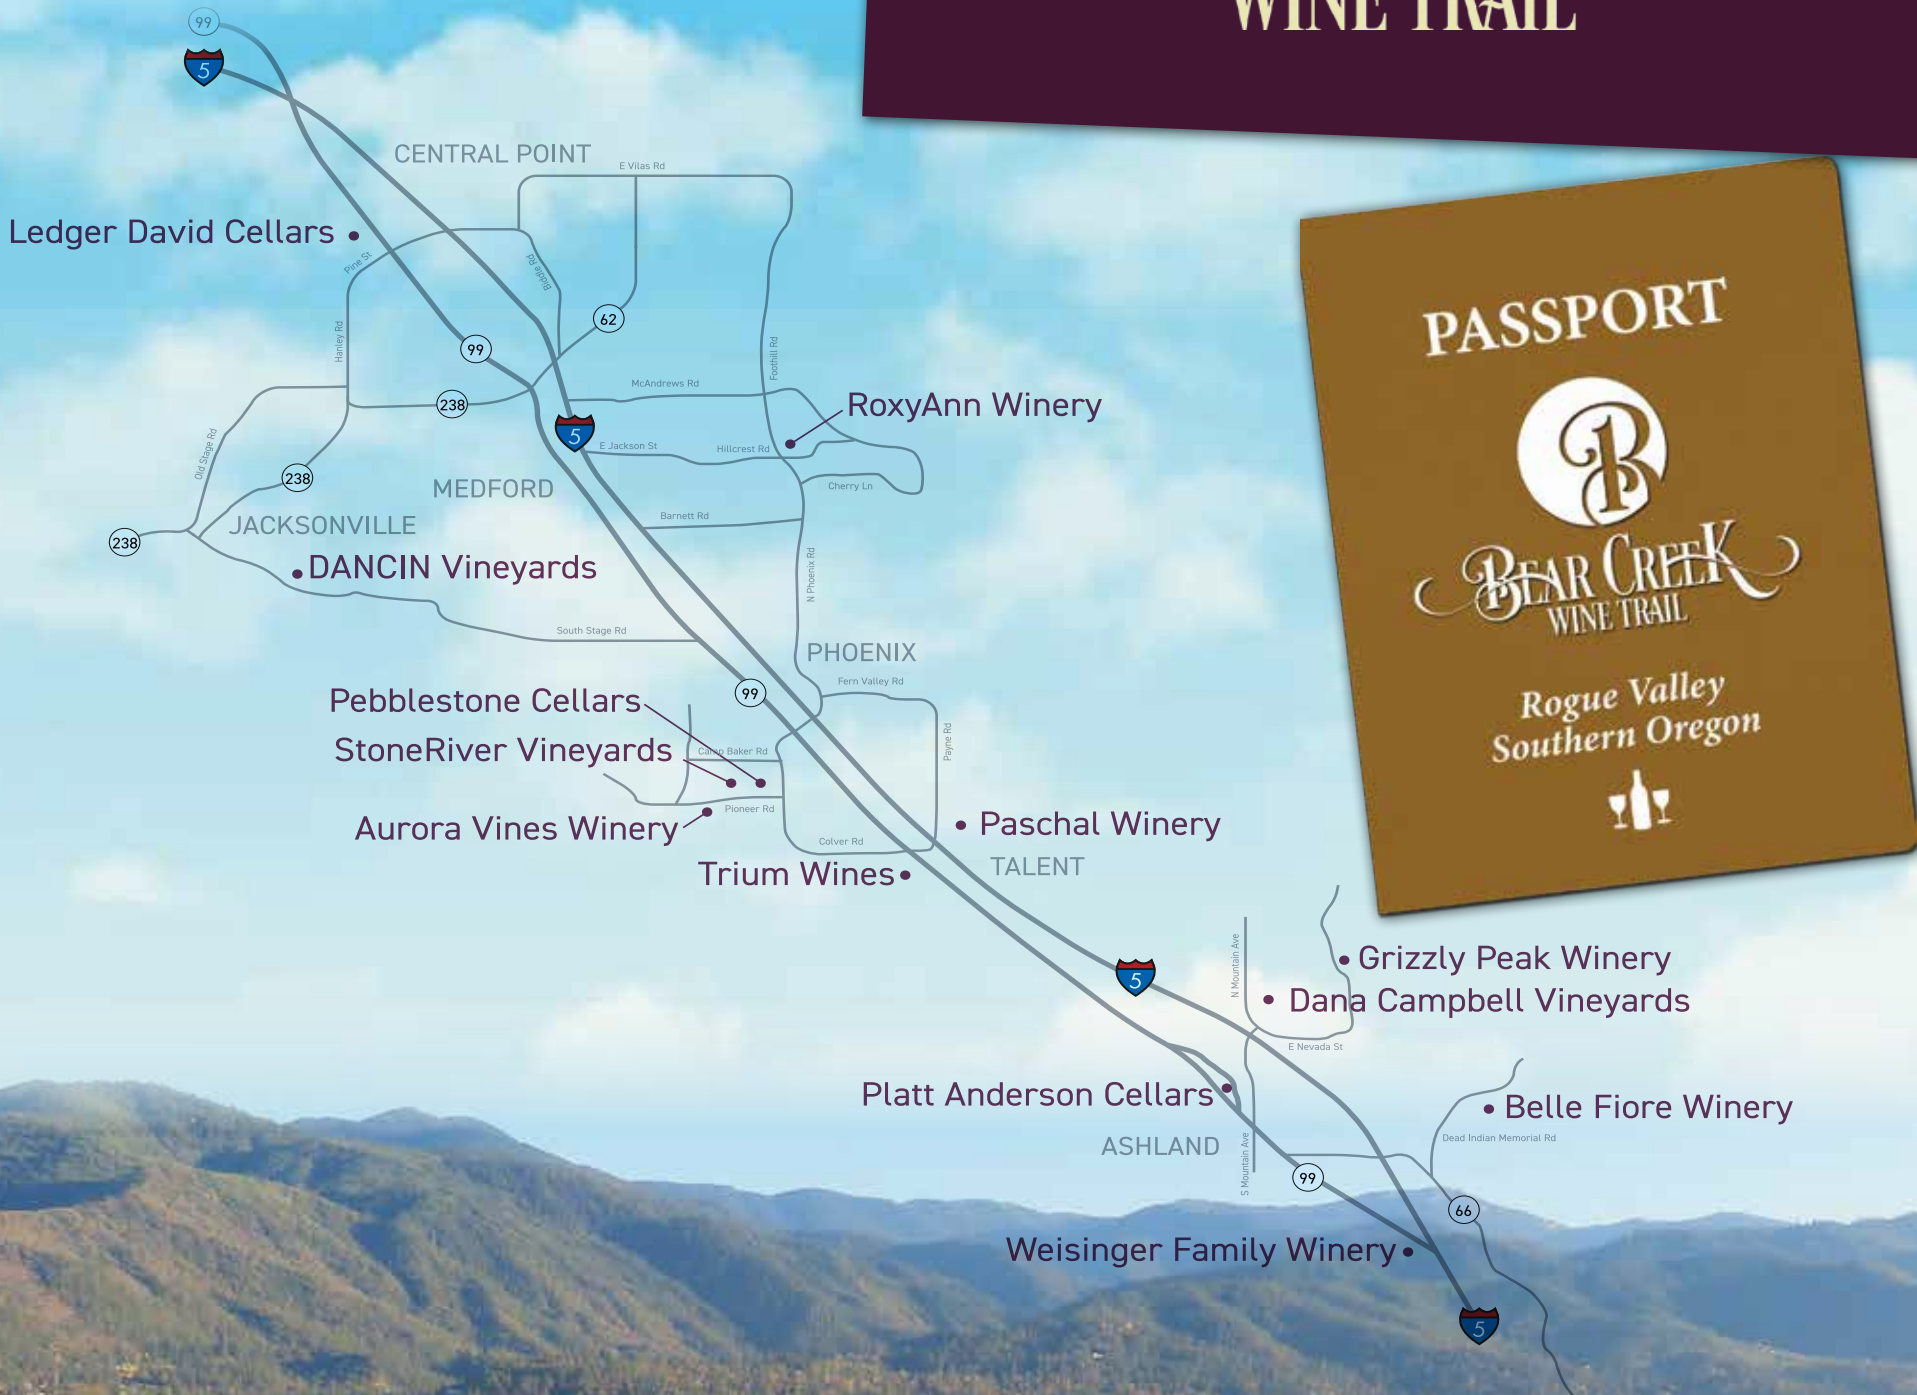 WINE TRAIL
99
5
CENTRAL POINT
E Vilas Rd
Ledger David Cellars
Pine St
Biddle Rd
62
Hanley Rd
99
Foothill Rd
McAndrews Rd
238
RoxyAnn Winery
5
E Jackson St
Hillcrest Rd
Old Stage Rd
238
MEDFORD
Cherry Ln
Barnett Rd
JACKSONVILLE
238
DANCIN Vineyards
N Phoenix Rd
South Stage Rd
PHOENIX
Fern Valley Rd
99
Pebblestone Cellars
StoneRiver Vineyards
Camp Baker Rd
Payne Rd
Pioneer Rd
Aurora Vines Winery
Paschal Winery
Colver Rd
TALENT
Trium Wines
5
N Mountain Ave
Grizzly Peak Winery
Dana Campbell Vineyards
E Nevada St
Platt Anderson Cellars
Belle Fiore Winery
Dead Indian Memorial Rd
ASHLAND
S Mountain Ave
99
66
Weisinger Family Winery
5
PASSPORT
B
BEAR CREEK
WINE TRAIL
Rogue Valley
Southern Oregon